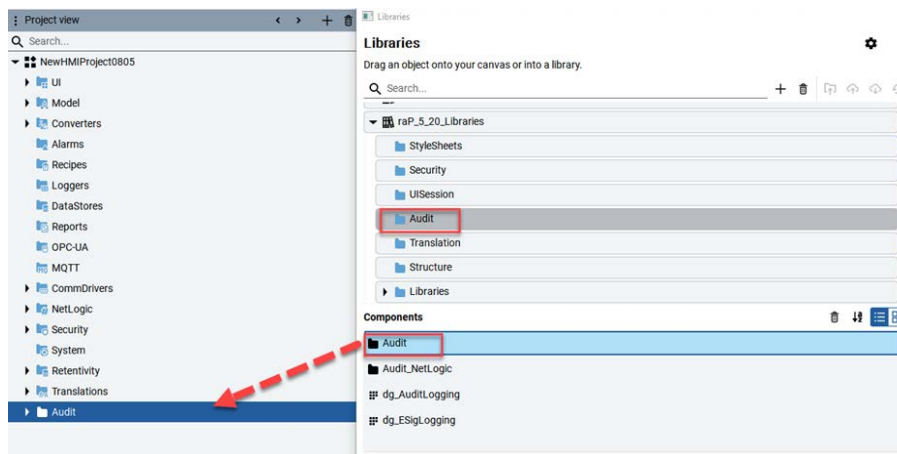 Project view
Search...
NewHMIProject0805
UI
Model
Converters
Alarms
Recipes
Loggers
DataStores
Reports
OPC-UA
MQTT
CommDrivers
NetLogic
Security
System
Retentivity
Translations
Audit
Libraries
Libraries
Drag an object onto your canvas or into a library.
Search...
raP_5_20_Libraries
StyleSheets
Security
UISession
Audit
Translation
Structure
Libraries
Components
Audit
Audit_NetLogic
dg_AuditLogging
dg_ESigLogging